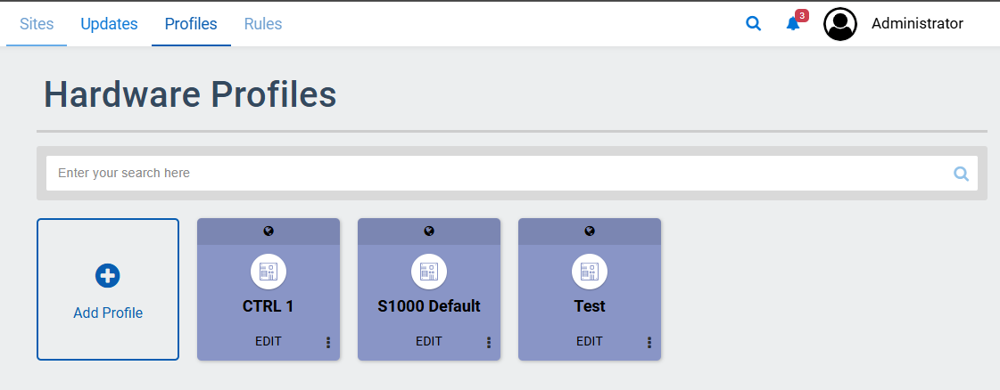 Sites Updates Profiles Rules 3 Administrator
Hardware Profiles
Enter your search here
Add Profile
CTRL 1
EDIT
S1000 Default
EDIT
Test
EDIT